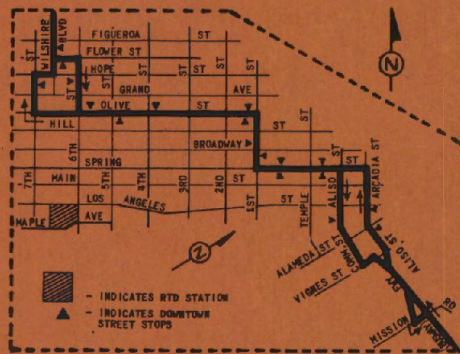 WILSHIRE BLVD
FIGUEROA ST
FLOWER ST
HOPE
ST
GRAND AVE
OLIVE ST
HILL ST
BROADWAY
6TH
SPRING
7TH 5TH 4TH 3RD 2ND
MAIN ST
LOS ANGELES ST
MAPLE AVE
1ST
TEMPLE
ST
ALISO
ST
ARCADIA ST
ALISO ST
ALAMEDA ST
COMM. ST
VIGNES ST
FWY
MISSION
N
N
- INDICATES RTD STATION
- INDICATES DOWNTOWN
STREET STOPS